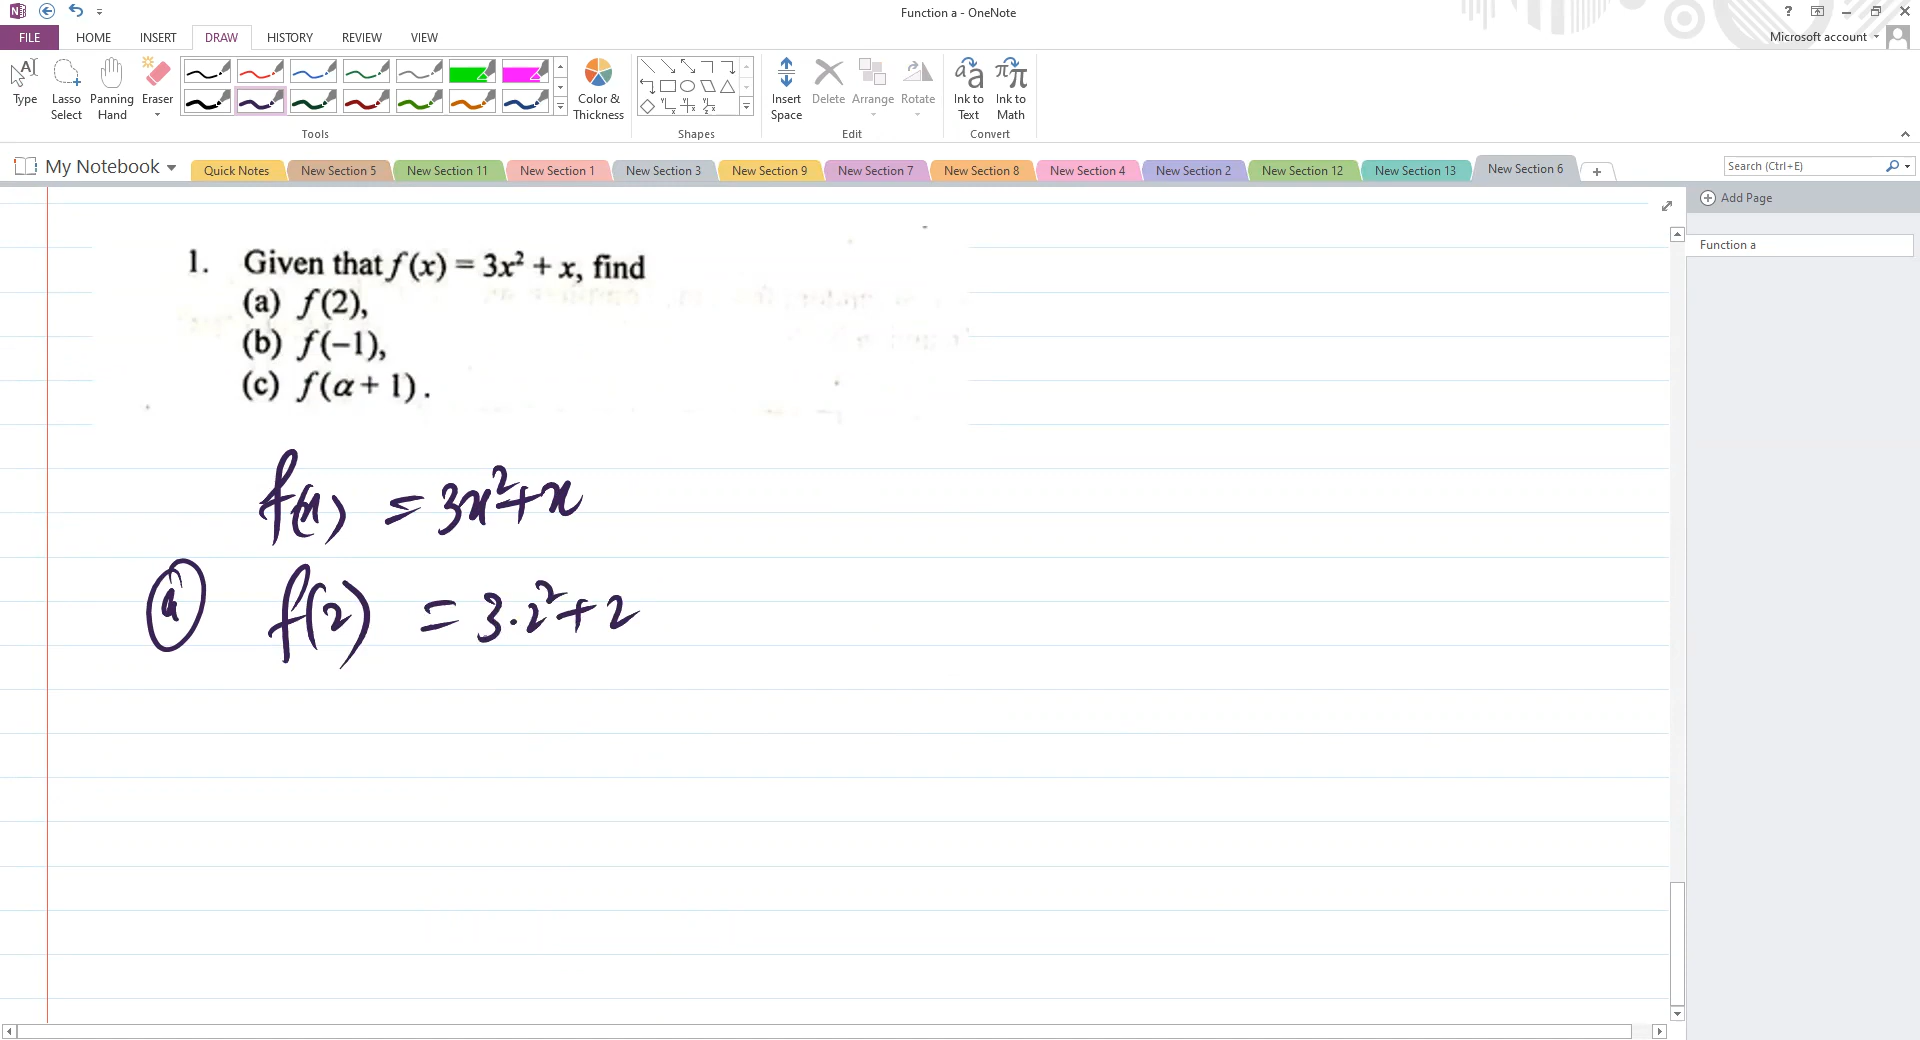 Function a - OneNote
FILE HOME INSERT DRAW HISTORY REVIEW VIEW
Microsoft account
Type Lasso Select Panning Hand Eraser
Color & Thickness
Insert Space Delete Arrange Rotate
Ink to Text Ink to Math
Tools Shapes Edit Convert
My Notebook Quick Notes New Section 5 New Section 11 New Section 1 New Section 3 New Section 9 New Section 7 New Section 8 New Section 4 New Section 2 New Section 12 New Section 13 New Section 6 Search (Ctrl+E)
Add Page
Function a
1. Given that f(x) = 3x² + x, find
(a) f(2),
(b) f(−1),
(c) f(α + 1).
f(x) = 3x²+x
(a) f(2) = 3·2²+2